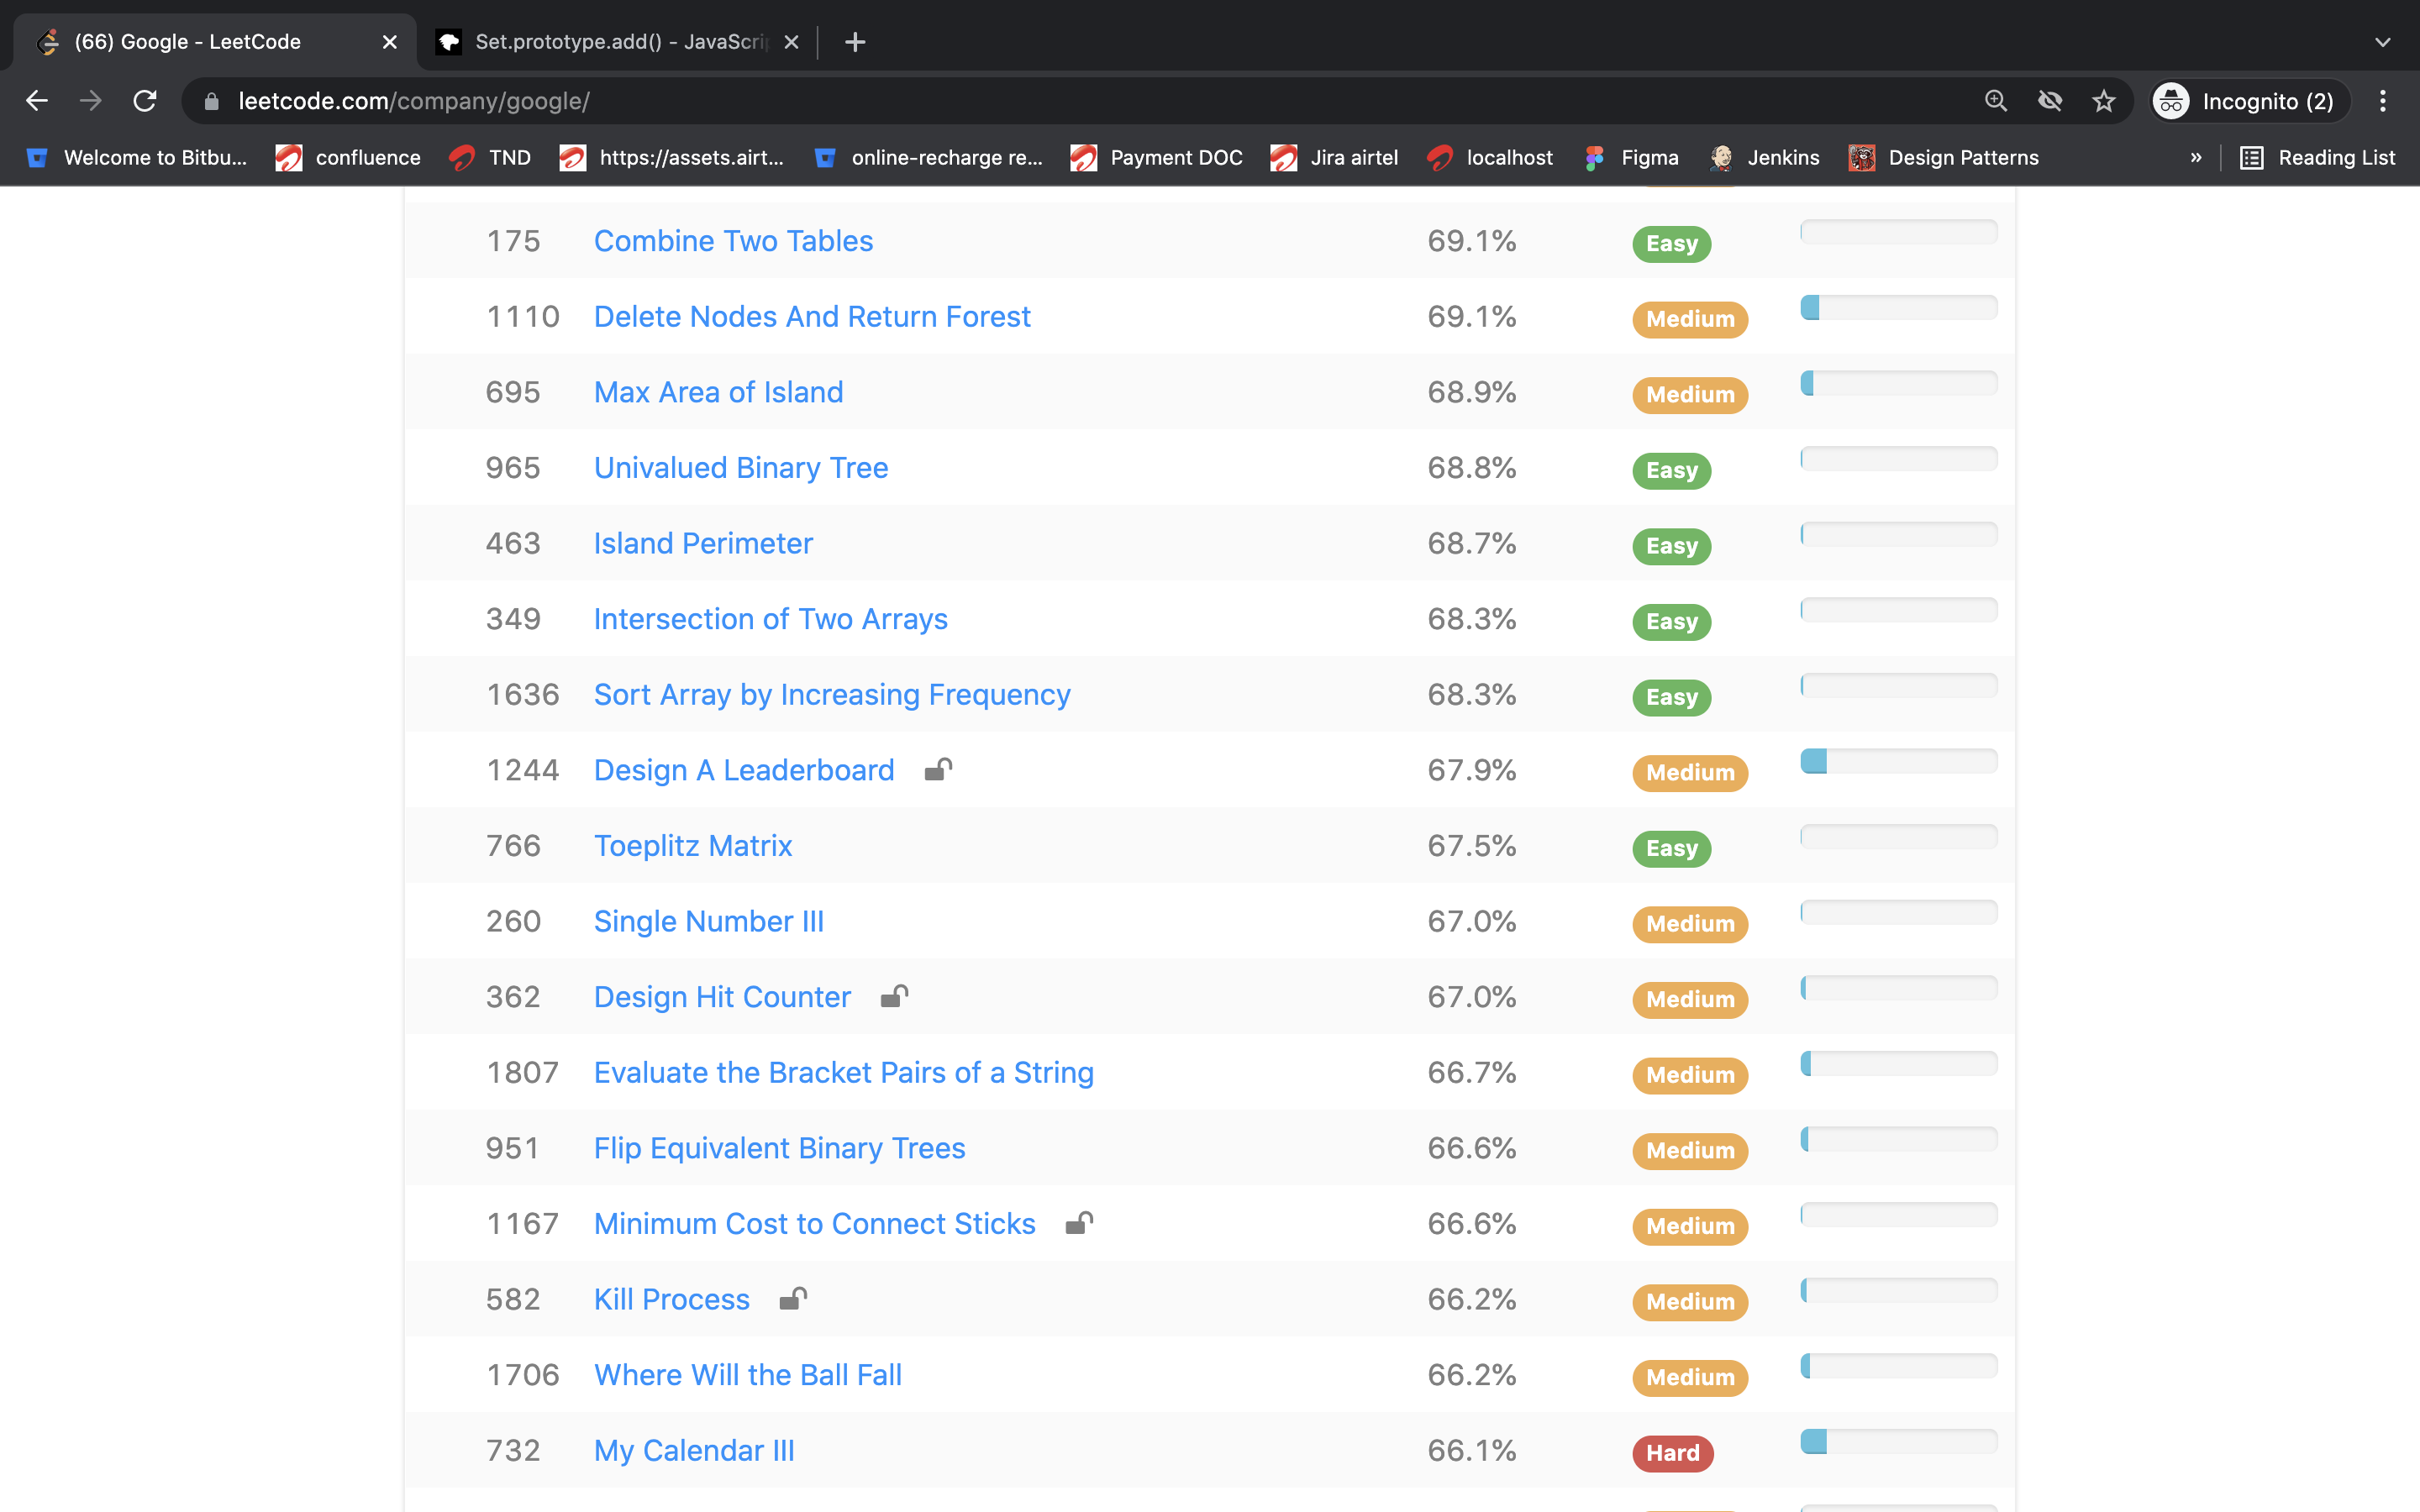 (66) Google - LeetCode
Set.prototype.add() - JavaScri
leetcode.com/company/google/
Incognito (2)
Welcome to Bitbu... confluence TND https://assets.airt... online-recharge re... Payment DOC Jira airtel localhost Figma Jenkins Design Patterns » Reading List
175 Combine Two Tables 69.1% Easy
1110 Delete Nodes And Return Forest 69.1% Medium
695 Max Area of Island 68.9% Medium
965 Univalued Binary Tree 68.8% Easy
463 Island Perimeter 68.7% Easy
349 Intersection of Two Arrays 68.3% Easy
1636 Sort Array by Increasing Frequency 68.3% Easy
1244 Design A Leaderboard 67.9% Medium
766 Toeplitz Matrix 67.5% Easy
260 Single Number III 67.0% Medium
362 Design Hit Counter 67.0% Medium
1807 Evaluate the Bracket Pairs of a String 66.7% Medium
951 Flip Equivalent Binary Trees 66.6% Medium
1167 Minimum Cost to Connect Sticks 66.6% Medium
582 Kill Process 66.2% Medium
1706 Where Will the Ball Fall 66.2% Medium
732 My Calendar III 66.1% Hard